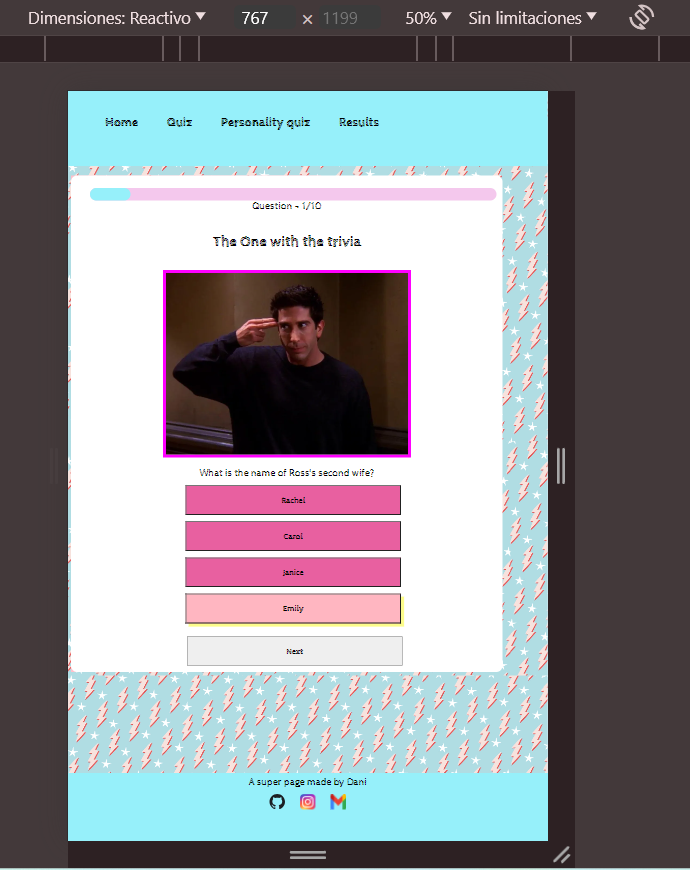 Dimensiones: Reactivo ▼ 767 × 1199 50% ▼ Sin limitaciones ▼
Home Quiz Personality quiz Results
Question - 1/10
The One with the trivia
What is the name of Ross's second wife?
Rachel
Carol
Janice
Emily
Next
A super page made by Dani